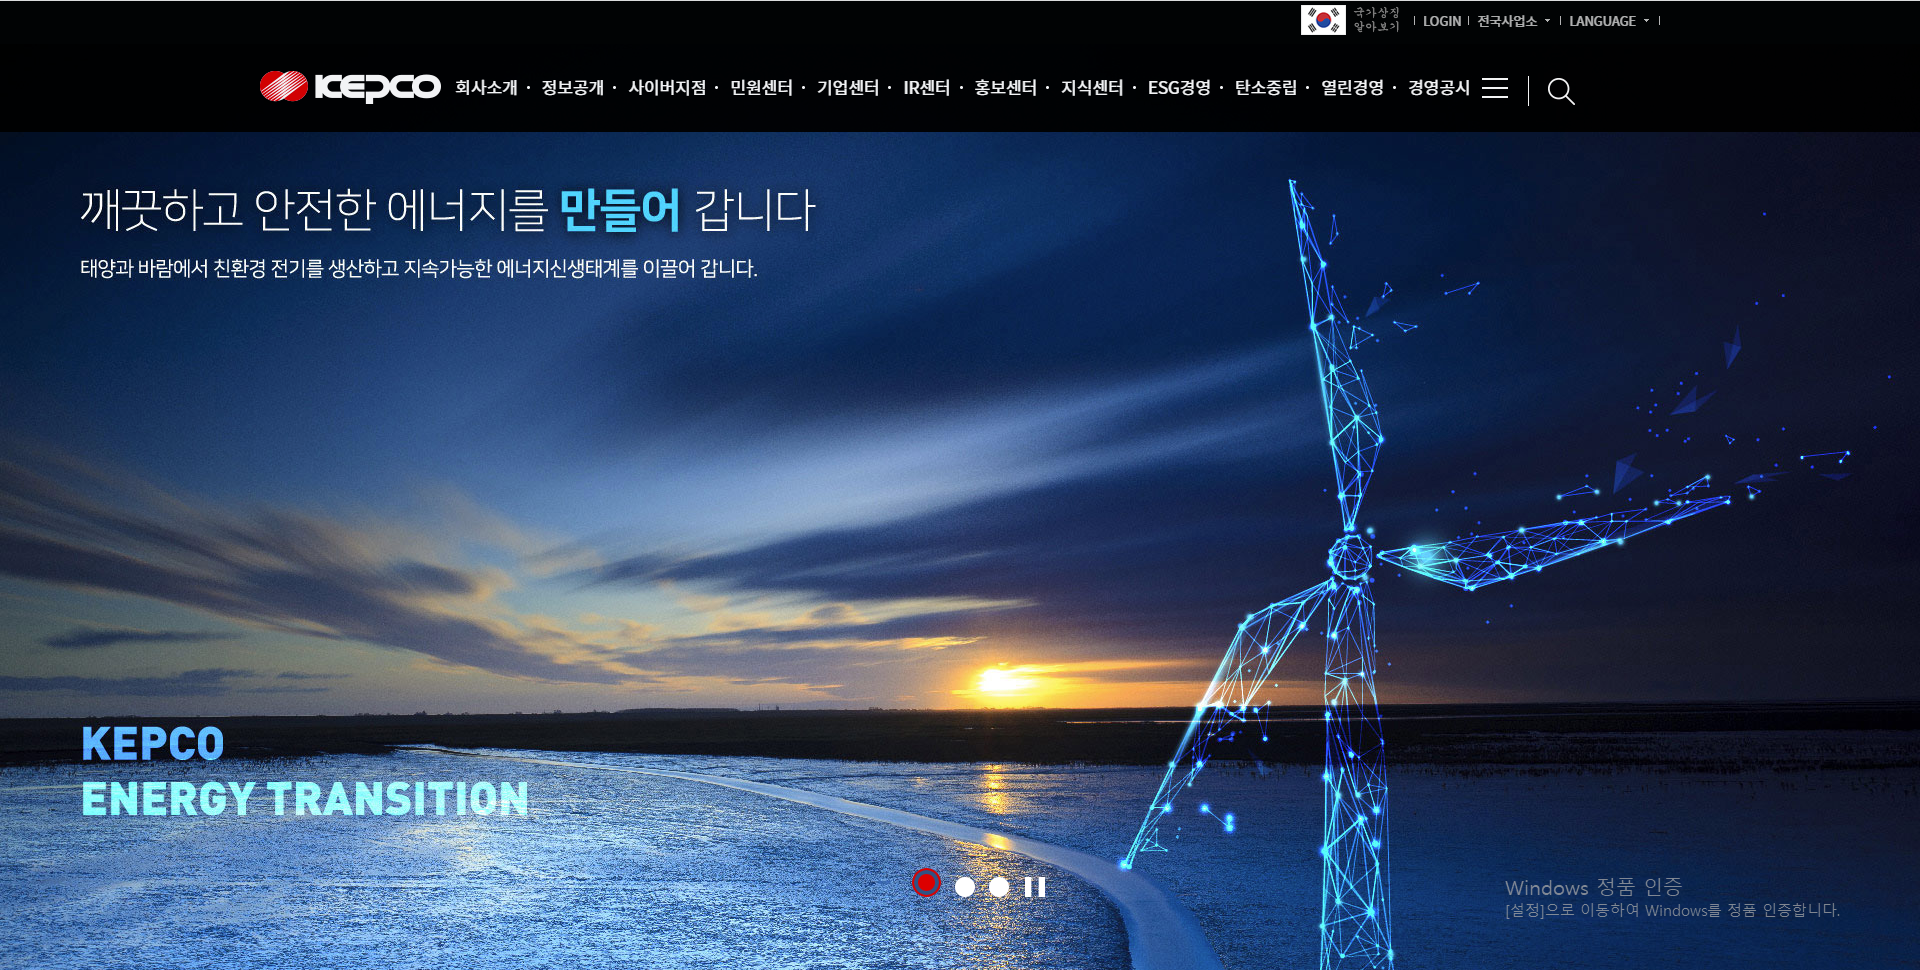 국가상징
알아보기
LOGIN 전국사업소 LANGUAGE
KEPCO 회사소개 · 정보공개 · 사이버지점 · 민원센터 · 기업센터 · IR센터 · 홍보센터 · 지식센터 · ESG경영 · 탄소중립 · 열린경영 · 경영공시
깨끗하고 안전한 에너지를 만들어 갑니다
태양과 바람에서 친환경 전기를 생산하고 지속가능한 에너지신생태계를 이끌어 갑니다.
KEPCO
ENERGY TRANSITION
Windows 정품 인증
[설정]으로 이동하여 Windows를 정품 인증합니다.